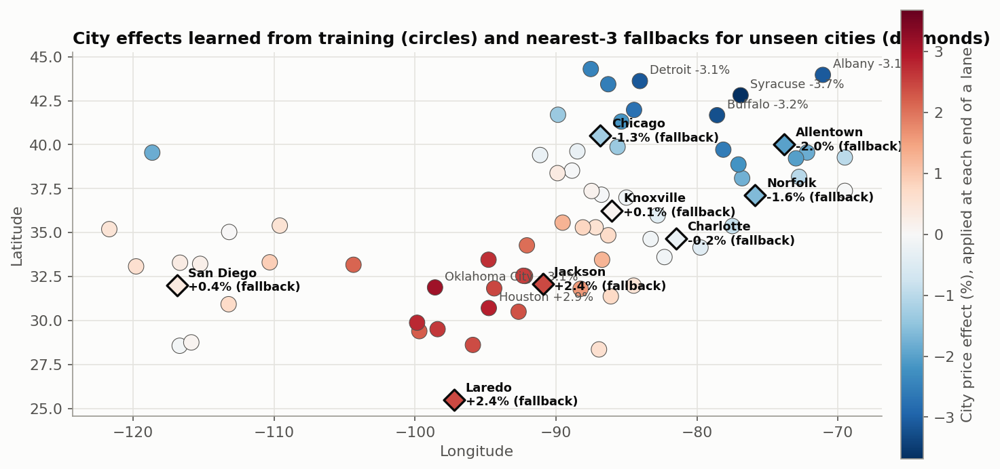 City effects learned from training (circles) and nearest-3 fallbacks for unseen cities (d monds)
45.0
42.5
40.0
37.5
35.0
32.5
30.0
27.5
25.0
Latitude
Detroit -3.1%
Albany -3.1
Syracuse -3.7%
Buffalo -3.2%
Chicago
-1.3% (fallback)
Allentown
-2.0% (fallback)
Norfolk
-1.6% (fallback)
Knoxville
+0.1% (fallback)
Charlotte
-0.2% (fallback)
San Diego
+0.4% (fallback)
Oklahoma City +3.1%
Jackson
+2.4% (fallback)
Houston +2.9%
Laredo
+2.4% (fallback)
−120
−110
−100
−90
−80
−70
Longitude
3
2
1
0
−1
−2
−3
City price effect (%), applied at each end of a lane